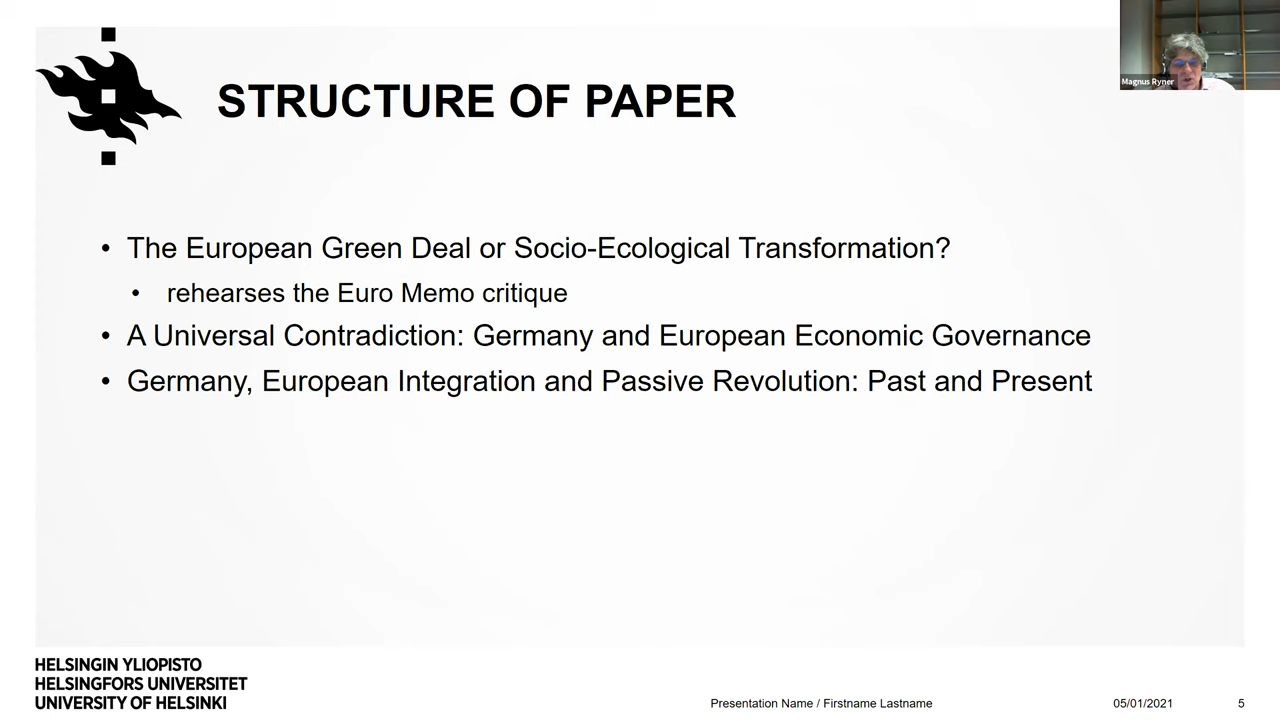 STRUCTURE OF PAPER
Magnus Ryner
• The European Green Deal or Socio-Ecological Transformation?
• rehearses the Euro Memo critique
• A Universal Contradiction: Germany and European Economic Governance
• Germany, European Integration and Passive Revolution: Past and Present
HELSINGIN YLIOPISTO
HELSINGFORS UNIVERSITET
UNIVERSITY OF HELSINKI
Presentation Name / Firstname Lastname
05/01/2021
5